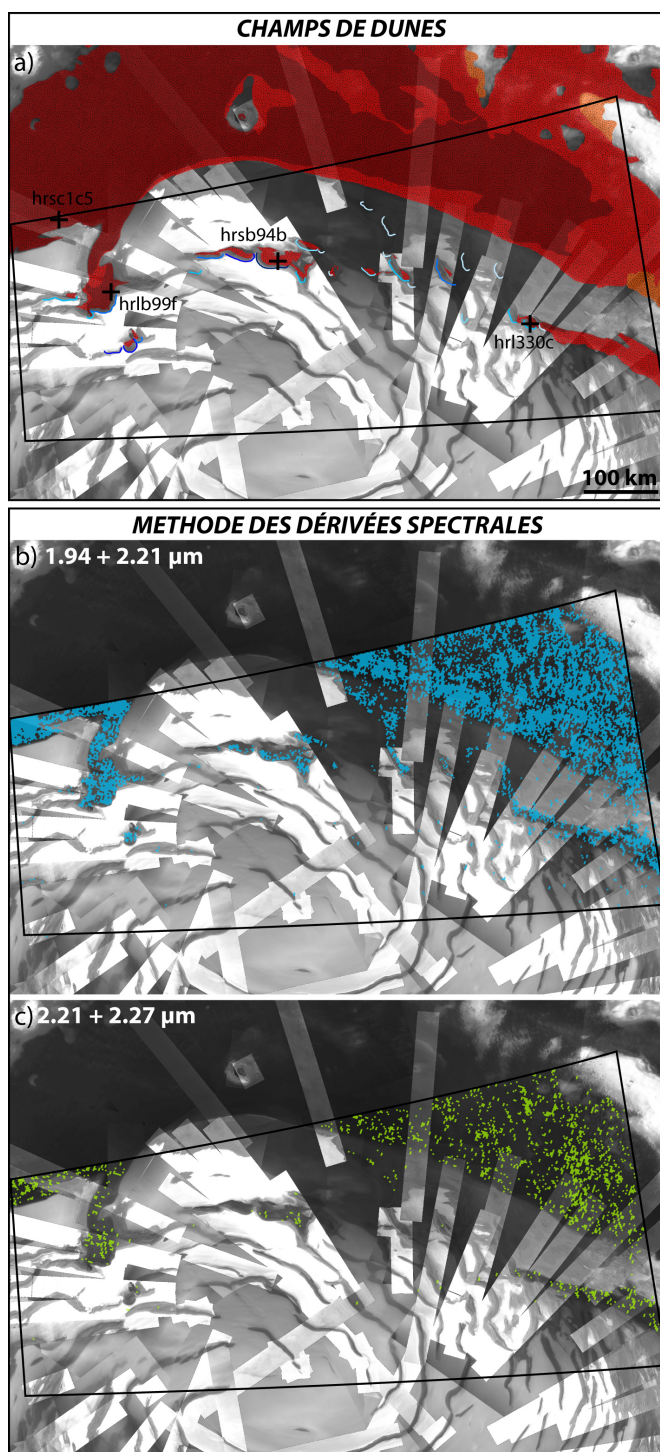 CHAMPS DE DUNES
a)
hrsc1c5
hrsb94b
hrlb99f
hrl330c
100 km
METHODE DES DÉRIVÉES SPECTRALES
b) 1.94 + 2.21 µm
c) 2.21 + 2.27 µm